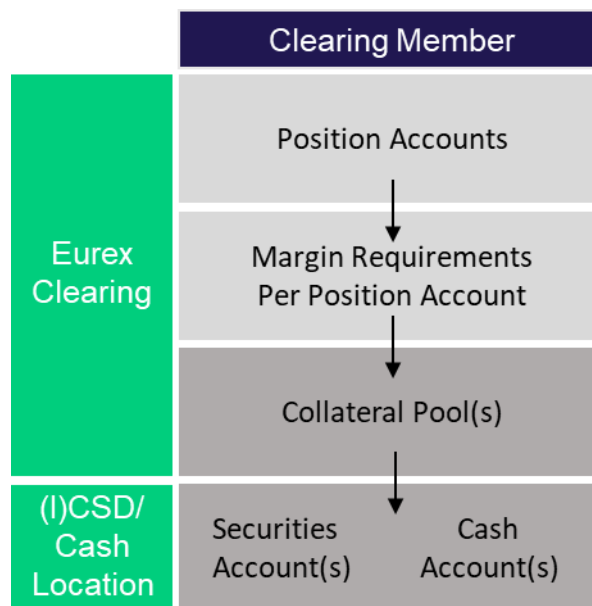 Clearing Member
Eurex
Clearing
Position Accounts
Margin Requirements
Per Position Account
Collateral Pool(s)
(I)CSD/
Cash
Location
Securities
Account(s)
Cash
Account(s)